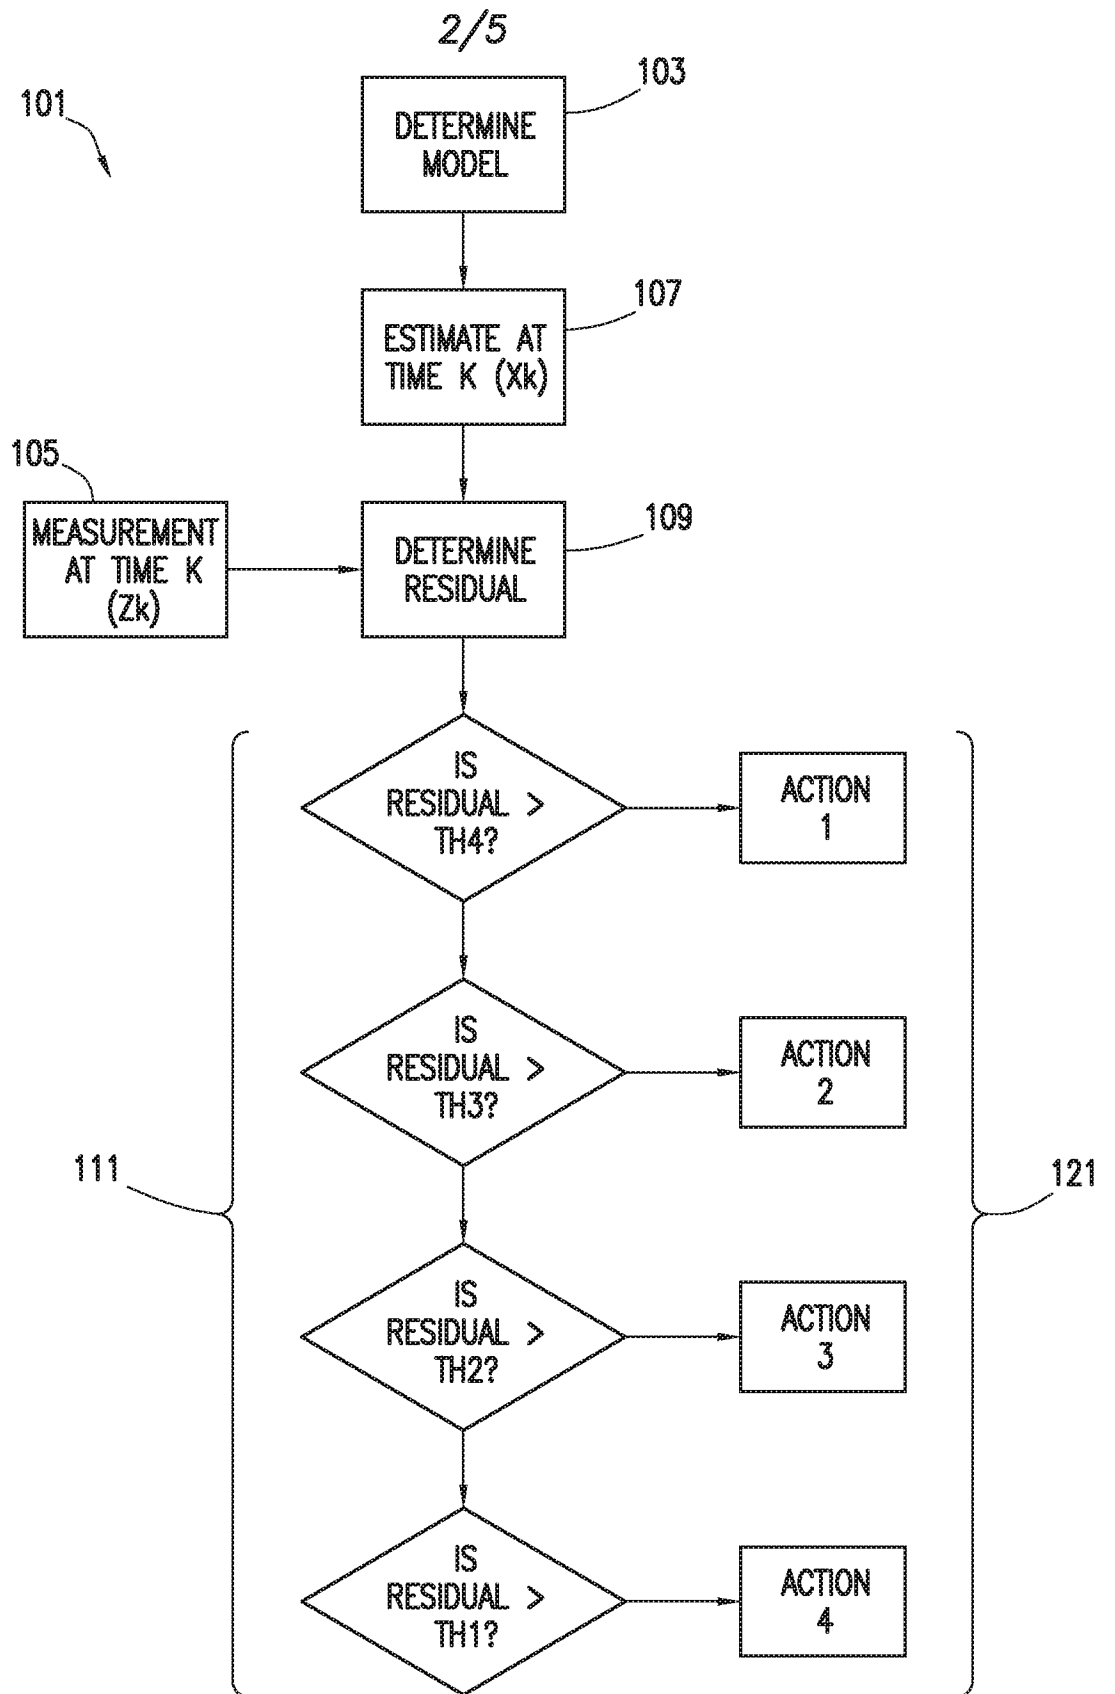 2/5
101
103
DETERMINE
MODEL
107
ESTIMATE AT
TIME K (Xk)
105
MEASUREMENT
AT TIME K
(Zk)
109
DETERMINE
RESIDUAL
IS
RESIDUAL >
TH4?
ACTION
1
IS
RESIDUAL >
TH3?
ACTION
2
111
121
IS
RESIDUAL >
TH2?
ACTION
3
IS
RESIDUAL >
TH1?
ACTION
4